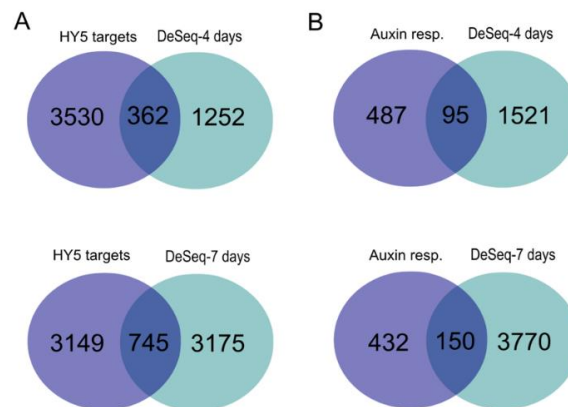 A
B
HY5 targets DeSeq-4 days
Auxin resp. DeSeq-4 days
3530 362 1252
487 95 1521
HY5 targets DeSeq-7 days
Auxin resp. DeSeq-7 days
3149 745 3175
432 150 3770